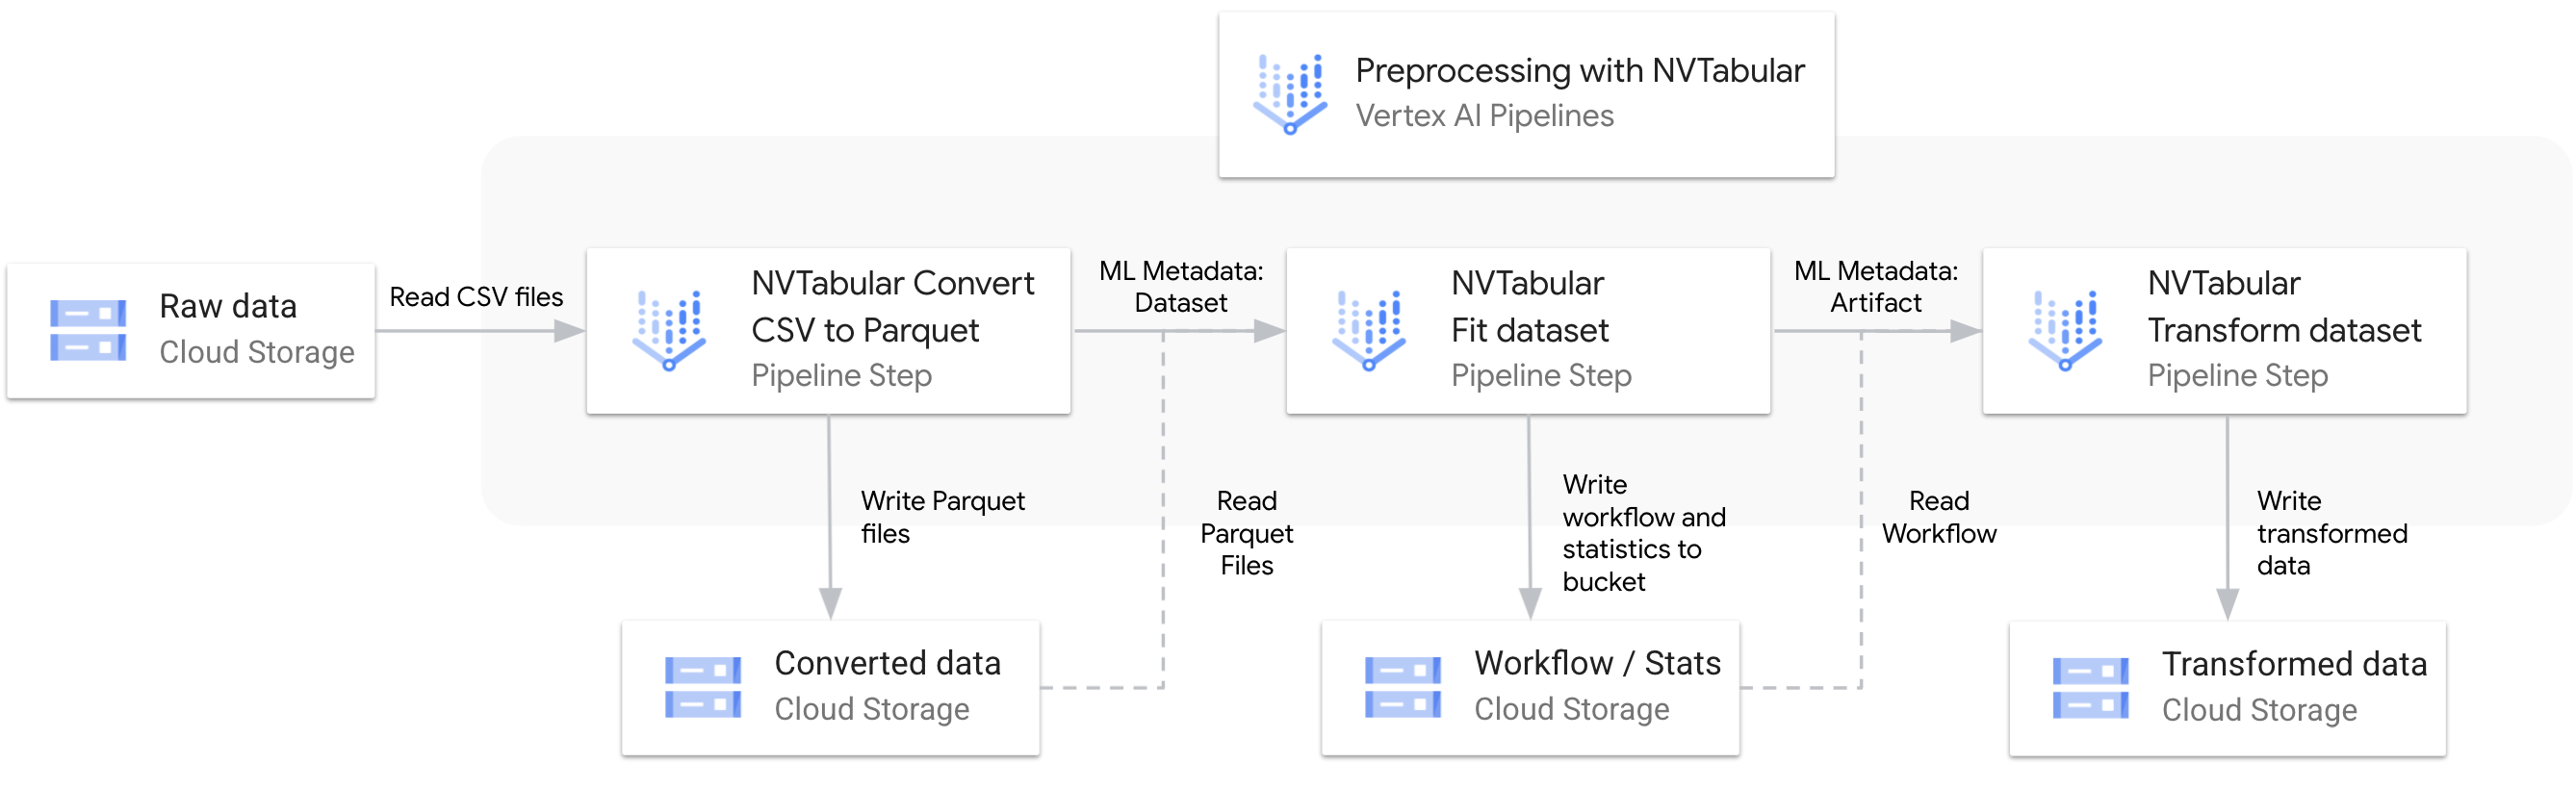 Preprocessing with NVTabular
Vertex AI Pipelines
Raw data
Cloud Storage
Read CSV files
NVTabular Convert
CSV to Parquet
Pipeline Step
ML Metadata:
Dataset
NVTabular
Fit dataset
Pipeline Step
ML Metadata:
Artifact
NVTabular
Transform dataset
Pipeline Step
Write Parquet
files
Read
Parquet
Files
Write
workflow and
statistics to
bucket
Read
Workflow
Write
transformed
data
Converted data
Cloud Storage
Workflow / Stats
Cloud Storage
Transformed data
Cloud Storage